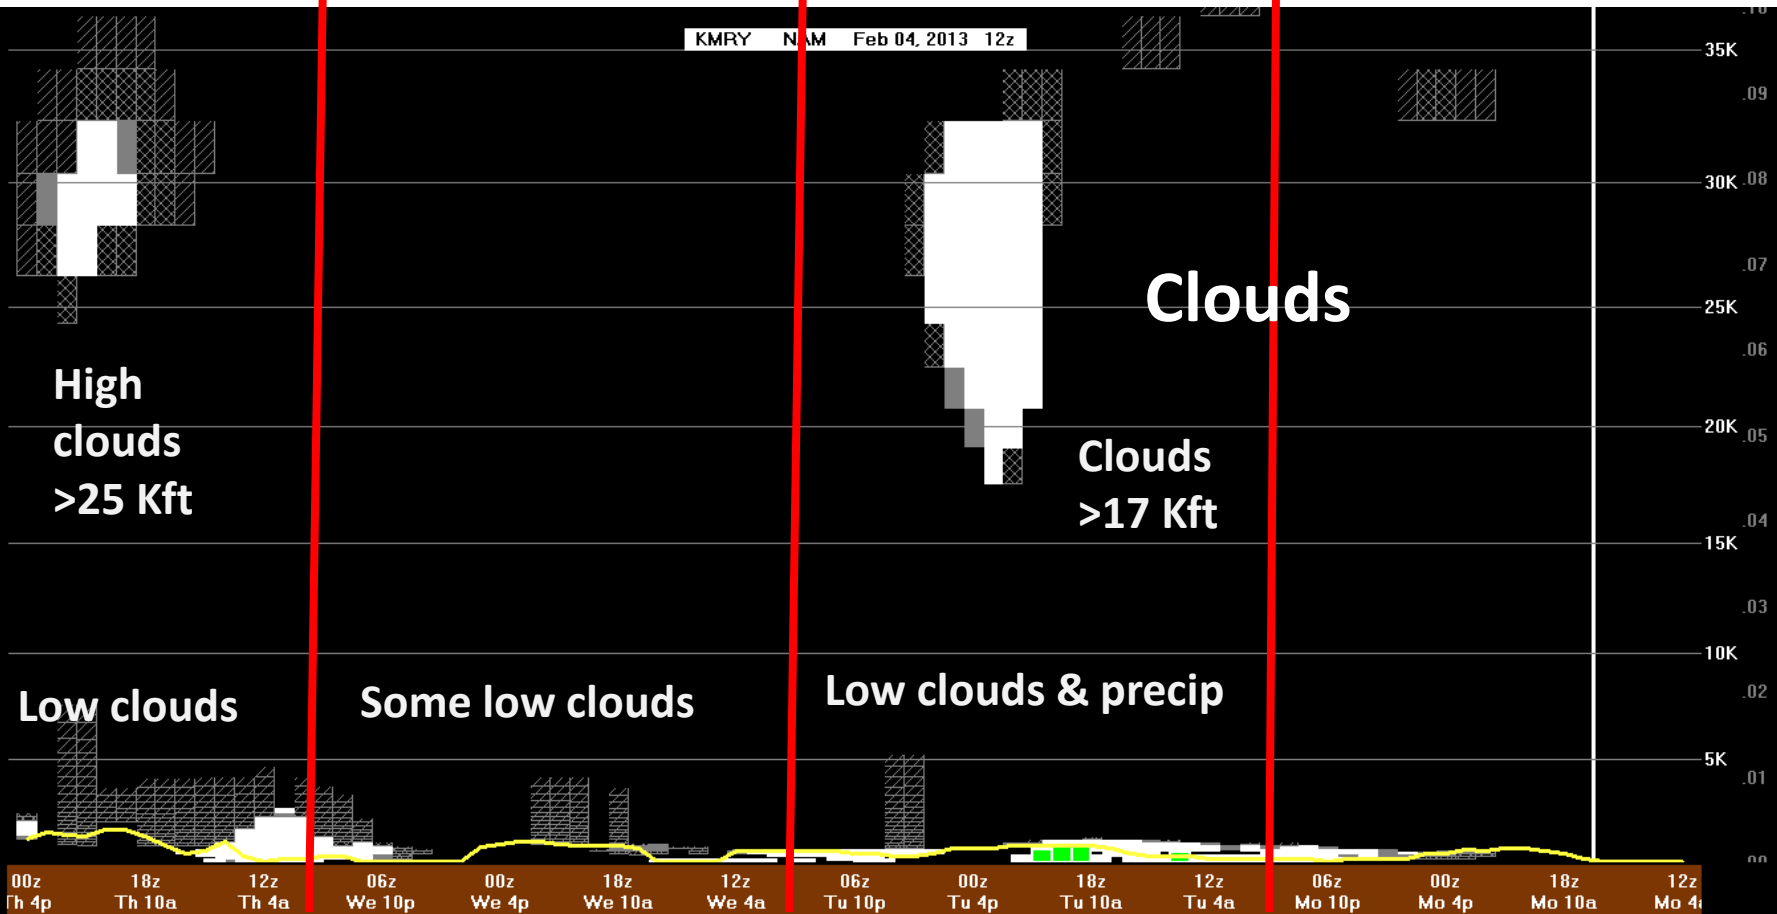 KMRY NAM Feb 04, 2013 12z
35K
.09
30K
.08
.07
Clouds
25K
.06
High
clouds
>25 Kft
20K
.05
Clouds
>17 Kft
.04
15K
.03
10K
.02
Low clouds
Some low clouds
Low clouds & precip
5K
.01
00z 18z 12z 06z 00z 18z 12z 06z 00z 18z 12z 06z 00z 18z 12z
Th 4p Th 10a Th 4a We 10p We 4p We 10a We 4a Tu 10p Tu 4p Tu 10a Tu 4a Mo 10p Mo 4p Mo 10a Mo 4a